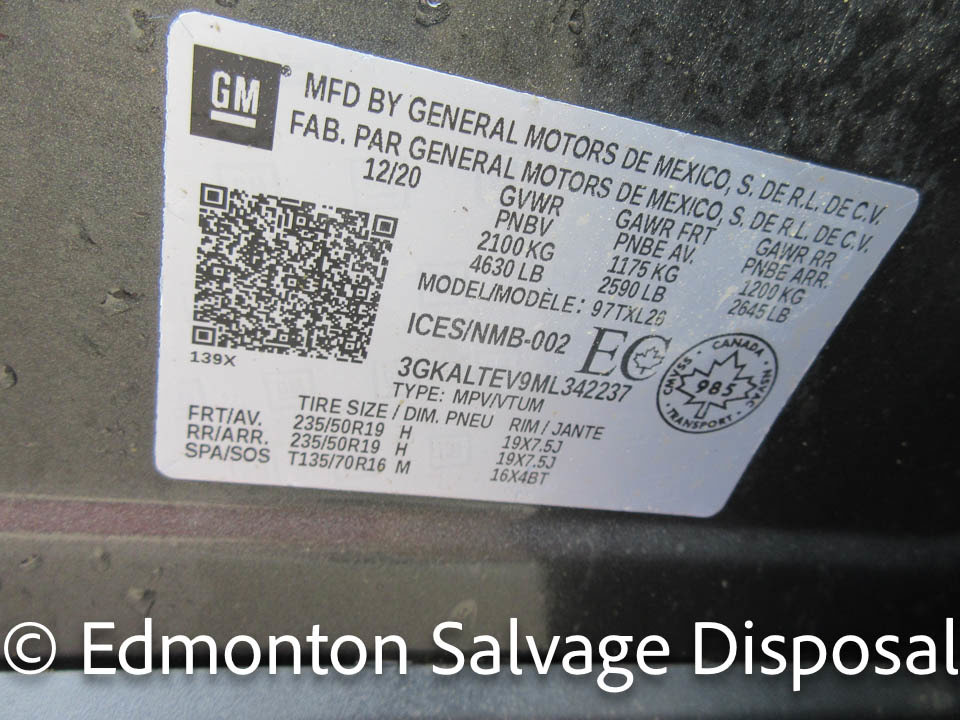 GM
MFD BY GENERAL MOTORS DE MEXICO, S. DE R.L. DE C.V.
FAB. PAR GENERAL MOTORS DE MEXICO, S. DE R.L. DE C.V.
12/20
GVWR GAWR FRT GAWR RR
PNBV PNBE AV. PNBE ARR.
2100 KG 1175 KG 1200 KG
4630 LB 2590 LB 2645 LB
MODEL/MODÈLE: 97TXL26
ICES/NMB-002 EC
139X
3GKALTEV9ML342237
TYPE: MPV/VTUM
CANADA
CMVSS 985 NSVAC
TRANSPORT
TIRE SIZE / DIM. PNEU RIM / JANTE
FRT/AV. 235/50R19 H 19X7.5J
RR/ARR. 235/50R19 H 19X7.5J
SPA/SOS T135/70R16 M 16X4BT
© Edmonton Salvage Disposal